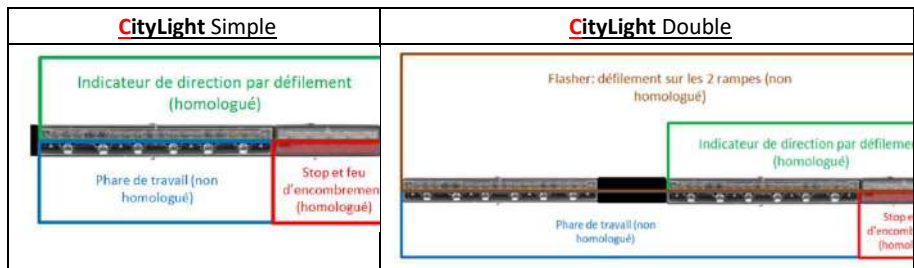 CityLight Simple
Indicateur de direction par défilement
(homologué)
Phare de travail (non
homologué)
Stop et feu
d'encombremen
(homologué)
CityLight Double
Flasher: défilement sur les 2 rampes (non
homologué)
Indicateur de direction par défileme
(homologué)
Phare de travail (non
homologué)
Stop e
d'encomb
(homol